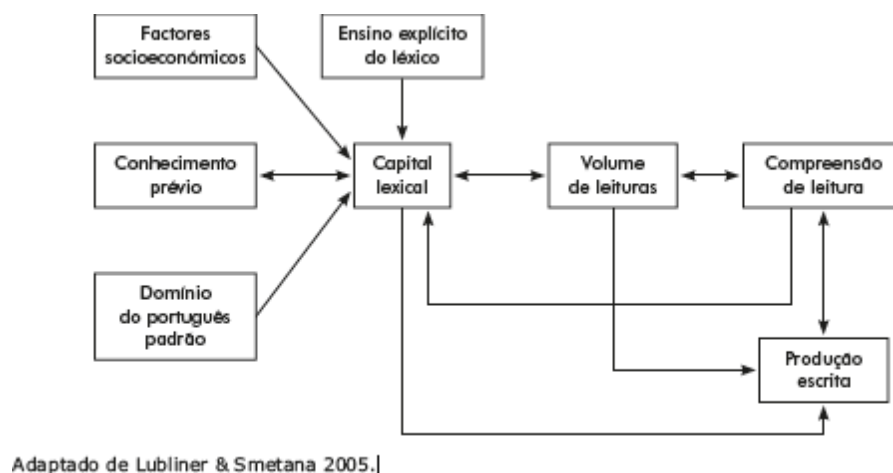 Factores
socioeconómicos
Ensino explícito
do léxico
Conhecimento
prévio
Capital
lexical
Volume
de leituras
Compreensão
de leitura
Domínio
do português
padrão
Produção
escrita
Adaptado de Lubliner & Smetana 2005.